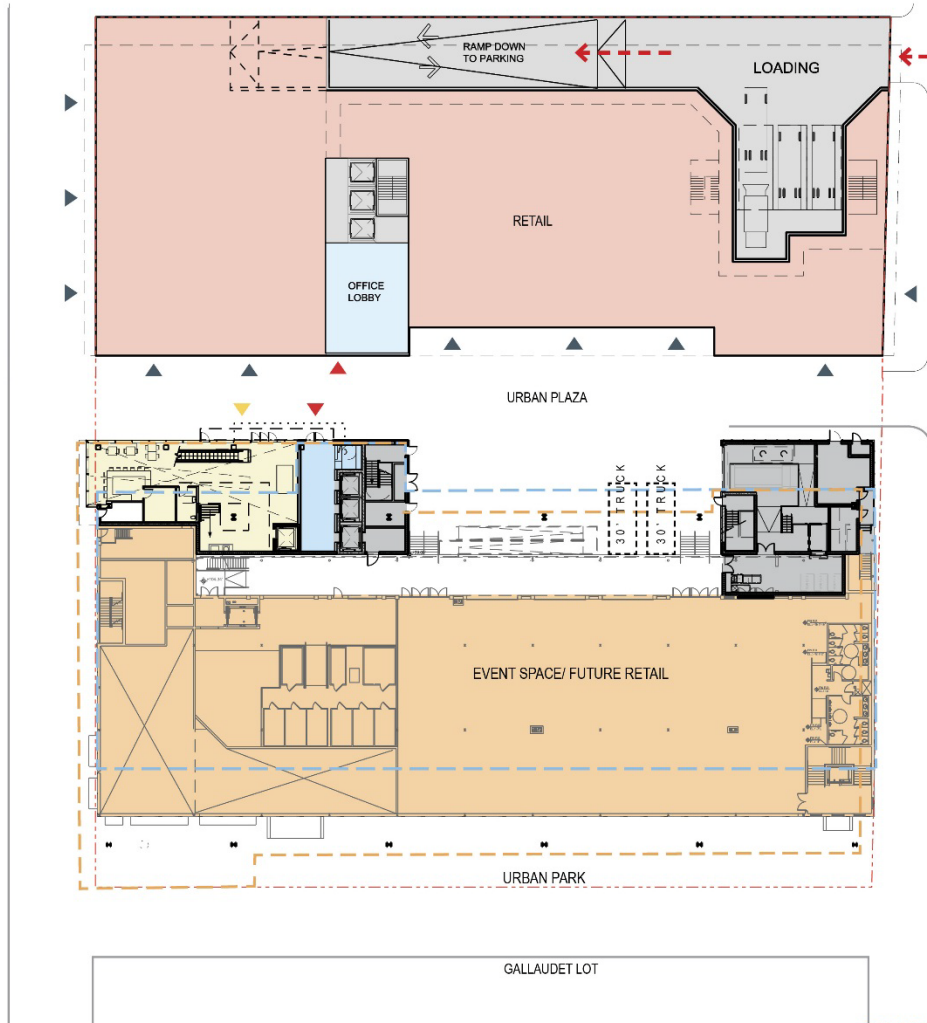 RAMP DOWN
TO PARKING
LOADING
RETAIL
OFFICE
LOBBY
URBAN PLAZA
30' TRUCK
30' TRUCK
EVENT SPACE/ FUTURE RETAIL
URBAN PARK
GALLAUDET LOT